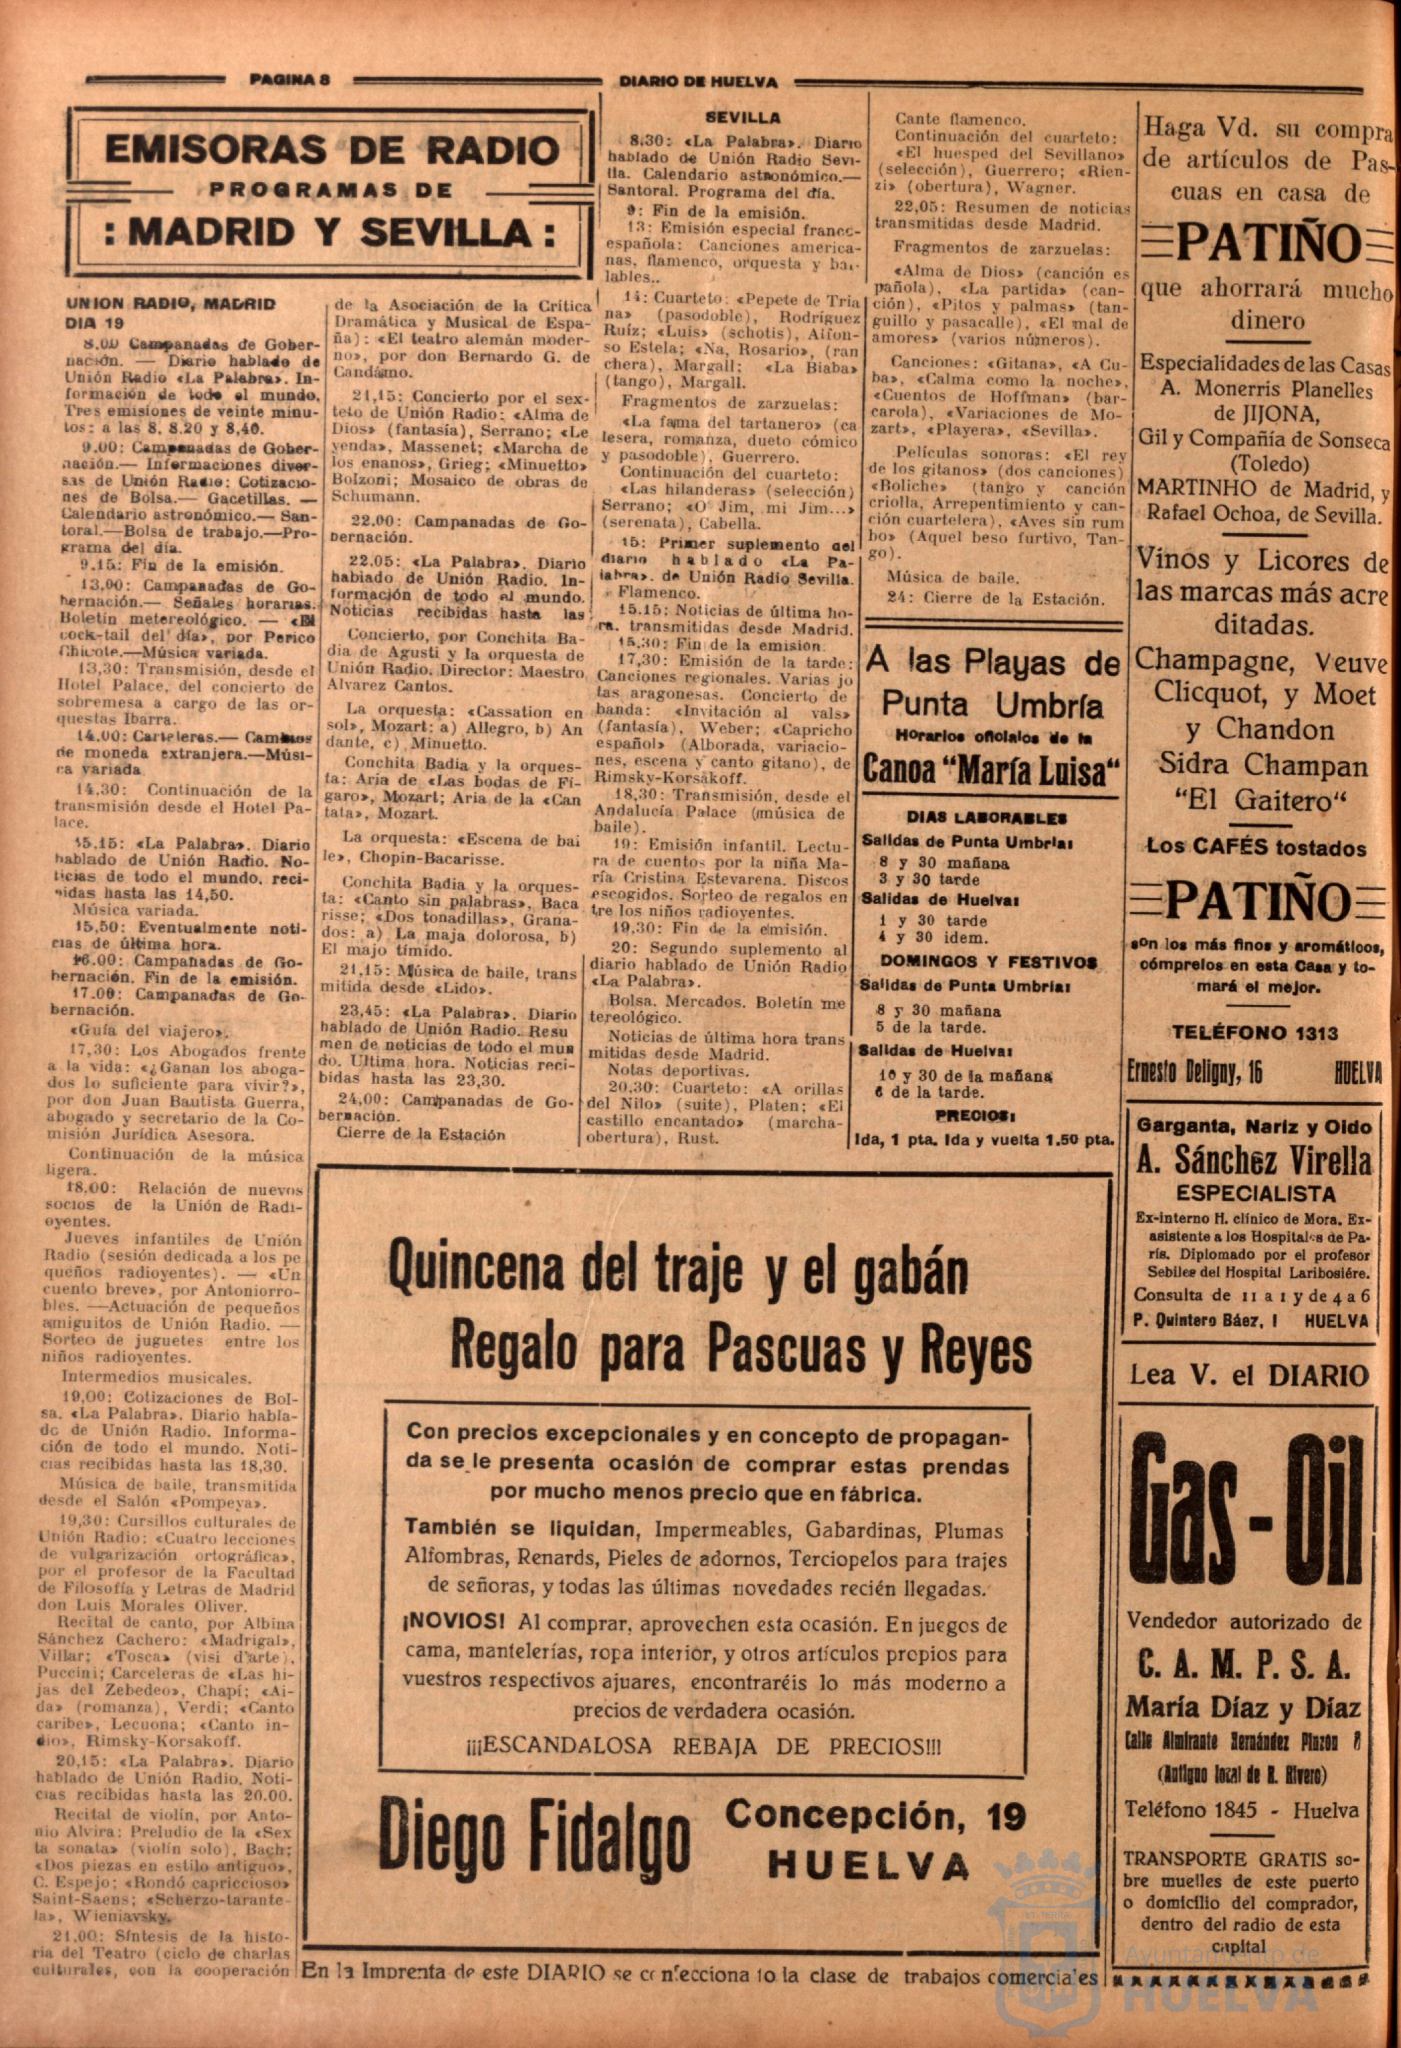 PAGINA 8
DIARIO DE HUELVA
EMISORAS DE RADIO
PROGRAMAS DE
: MADRID Y SEVILLA :
UNION RADIO, MADRID
DIA 19
8.00 Campanadas de Gober-
nación. — Diario hablado de
Unión Radio «La Palabra». In-
formación de todo el mundo.
Tres emisiones de veinte minu-
tos: a las 8. 8.20 y 8,40.
9.00: Campanadas de Gober-
nación.— Informaciones diver-
sas de Unión Radio: Cotizacio-
nes de Bolsa.— Gacetillas. —
Calendario astronómico.— San-
toral.—Bolsa de trabajo.—Pro-
grama del día.
9.15: Fin de la emisión.
13,00: Campanadas de Go-
bernación.— Señales horarias.
Boletín metereológico. — «El
cock-tail del día», por Perico
Chicote.—Música variada.
13,30: Transmisión, desde el
Hotel Palace, del concierto de
sobremesa a cargo de las or-
questas Ibarra.
14.00: Carteleras.— Cambios
de moneda extranjera.—Músi-
ca variada
14.30: Continuación de la
transmisión desde el Hotel Pa-
lace.
15.15: «La Palabra». Diario
hablado de Unión Radio. No-
ticias de todo el mundo, reci-
nidas hasta las 14,50.
Música variada.
15,50: Eventualmente noti-
cias de última hora.
16.00: Campanadas de Go-
bernación. Fin de la emisión.
17.00: Campanadas de Go-
bernación.
«Guía del viajero».
17,30: Los Abogados frente
a la vida: «¿Ganan los aboga-
dos lo suficiente para vivir?»,
por don Juan Bautista Guerra,
abogado y secretario de la Co-
misión Jurídica Asesora.
Continuación de la música
ligera.
18,00: Relación de nuevos
socios de la Unión de Radi-
oyentes.
Jueves infantiles de Unión
Radio (sesión dedicada a los pe
queños radioyentes). — «Un
cuento breve», por Antoniorro-
bles. —Actuación de pequeños
amiguitos de Unión Radio. —
Sorteo de juguetes entre los
niños radioyentes.
Intermedios musicales.
19,00: Cotizaciones de Bol-
sa. «La Palabra». Diario habla-
do de Unión Radio. Informa-
ción de todo el mundo. Noti-
cias recibidas hasta las 18,30.
Música de baile, transmitida
desde el Salón «Pompeya».
19,30: Cursillos culturales de
Unión Radio: «Cuatro lecciones
de vulgarización ortográfica»,
por el profesor de la Facultad
de Filosofía y Letras de Madrid
don Luis Morales Oliver.
Recital de canto, por Albina
Sánchez Cachero: «Madrigal»,
Villar; «Tosca» (visi d'arte),
Puccini; Carceleras de «Las hi-
jas del Zebedeo», Chapí; «Ai-
da» (romanza), Verdi; «Canto
caribe», Lecuona; «Canto in-
dio», Rimsky-Korsakoff.
20,15: «La Palabra». Diario
hablado de Unión Radio. Noti-
cias recibidas hasta las 20.00.
Recital de violín, por Anto-
nio Alvira: Preludio de la «Sex
ta sonata» (violín solo), Bach;
«Dos piezas en estilo antiguo»,
C. Espejo; «Rondó capriccioso»
Saint-Saens; «Scherzo-tarante-
la», Wieniavsky.
21,00: Síntesis de la histo-
ria del Teatro (ciclo de charlas
culturales, con la cooperación
de la Asociación de la Crítica
Dramática y Musical de Espa-
ña): «El teatro alemán moder-
no», por don Bernardo G. de
Candamo.
21,15: Concierto por el sex-
teto de Unión Radio: «Alma de
Dios» (fantasía), Serrano; «Le
yenda», Massenet; «Marcha de
los enanos», Grieg; «Minuetto»
Bolzoni; Mosaico de obras de
Schumann.
22.00: Campanadas de Go-
bernación.
22.05: «La Palabra». Diario
hablado de Unión Radio. In-
formación de todo el mundo.
Noticias recibidas hasta las
Concierto, por Conchita Ba-
dia de Agusti y la orquesta de
Unión Radio. Director: Maestro
Alvarez Cantos.
La orquesta: «Cassation en
sol», Mozart: a) Allegro, b) An
dante, c) Minuetto.
Conchita Badia y la orques-
ta: Aria de «Las bodas de Fí-
garo», Mozart; Aria de la «Can
tata», Mozart.
La orquesta: «Escena de bai
le», Chopin-Bacarisse.
Conchita Badia y la orques-
ta: «Canto sin palabras», Baca
risse; «Dos tonadillas», Grana-
dos: a) La maja dolorosa, b)
El majo tímido.
21,15: Música de baile, trans
mitida desde «Lido».
23,45: «La Palabra». Diario
hablado de Unión Radio. Resu
men de noticias de todo el mun
do. Ultima hora. Noticias reci-
bidas hasta las 23,30.
24,00: Campanadas de Go-
bernación.
Cierre de la Estación
SEVILLA
8.30: «La Palabra». Diario
hablado de Unión Radio Sevi-
lla. Calendario astronómico.—
Santoral. Programa del día.
9: Fin de la emisión.
13: Emisión especial franco-
española: Canciones america-
nas, flamenco, orquesta y bai-
lables..
14: Cuarteto: «Pepete de Tria
na» (pasodoble), Rodríguez
Ruíz; «Luis» (schotis), Alfon-
so Estela; «Na, Rosario», (ran
chera), Margall; «La Biaba»
(tango), Margall.
Fragmentos de zarzuelas:
«La fama del tartanero» (ca
lesera, romanza, dueto cómico
y pasodoble), Guerrero.
Continuación del cuarteto:
«Las hilanderas» (selección)
Serrano; «O Jim, mi Jim...»
(serenata), Cabella.
15: Primer suplemento del
diario hablado «La Pa-
labra». de Unión Radio Sevilla.
Flamenco.
15.15: Noticias de última ho-
ra. transmitidas desde Madrid.
15,30: Fin de la emisión.
17,30: Emisión de la tarde:
Canciones regionales. Varias jo
tas aragonesas. Concierto de
banda: «Invitación al vals»
(fantasía), Weber; «Capricho
español» (Alborada, variacio-
nes, escena y canto gitano), de
Rimsky-Korsakoff.
18,30: Transmisión, desde el
Andalucía Palace (música de
baile).
19: Emisión infantil. Lectu-
ra de cuentos por la niña Ma-
ría Cristina Estevarena. Discos
escogidos. Sorteo de regalos en
tre los niños radioyentes.
19,30: Fin de la emisión.
20: Segundo suplemento al
diario hablado de Unión Radio
«La Palabra».
Bolsa. Mercados. Boletín me
tereológico.
Noticias de última hora trans
mitidas desde Madrid.
Notas deportivas.
20,30: Cuarteto: «A orillas
del Nilo» (suite), Platen; «El
castillo encantado» (marcha-
obertura), Rust.
Cante flamenco.
Continuación del cuarteto:
«El huesped del Sevillano»
(selección), Guerrero; «Rien-
zi» (obertura), Wagner.
22,05: Resumen de noticias
transmitidas desde Madrid.
Fragmentos de zarzuelas:
«Alma de Dios» (canción es
pañola), «La partida» (can-
ción), «Pitos y palmas» (tan-
guillo y pasacalle), «El mal de
amores» (varios números).
Canciones: «Gitana», «A Cu-
ba», «Calma como la noche»,
«Cuentos de Hoffman» (bar-
carola), «Variaciones de Mo-
zart», «Playera», «Sevilla».
Películas sonoras: «El rey
de los gitanos» (dos canciones)
«Boliche» (tango y canción
criolla, Arrepentimiento y can-
ción cuartelera), «Aves sin rum
bo» (Aquel beso furtivo, Tan-
go).
Música de baile.
24: Cierre de la Estación.
A las Playas de
Punta Umbría
Horarios oficiales de la
Canoa "María Luisa"
DIAS LABORABLES
Salidas de Punta Umbria:
8 y 30 mañana
3 y 30 tarde
Salidas de Huelva:
1 y 30 tarde
4 y 30 idem.
DOMINGOS Y FESTIVOS
Salidas de Punta Umbria:
8 y 30 mañana
5 de la tarde.
Salidas de Huelva:
10 y 30 de la mañana
6 de la tarde.
PRECIOS:
Ida, 1 pta. Ida y vuelta 1.50 pta.
Haga Vd. su compra
de artículos de Pas-
cuas en casa de
PATIÑO
que ahorrará mucho
dinero
Especialidades de las Casas
A. Monerris Planelles
de JIJONA,
Gil y Compañía de Sonseca
(Toledo)
MARTINHO de Madrid, y
Rafael Ochoa, de Sevilla.
Vinos y Licores de
las marcas más acre
ditadas.
Champagne, Veuve
Clicquot, y Moet
y Chandon
Sidra Champan
"El Gaitero"
Los CAFÉS tostados
PATIÑO
son los más finos y aromáticos,
cómprelos en esta Casa y to-
mará el mejor.
TELÉFONO 1313
Ernesto Deligny, 16 HUELVA
Garganta, Nariz y Oído
A. Sánchez Virella
ESPECIALISTA
Ex-interno H. clínico de Mora. Ex-
asistente a los Hospitales de Pa-
rís. Diplomado por el profesor
Sebiles del Hospital Laribosiére.
Consulta de 11 a 1 y de 4 a 6
P. Quintero Báez, 1 HUELVA
Lea V. el DIARIO
Gas-Oil
Vendedor autorizado de
C. A. M. P. S. A.
María Díaz y Díaz
Calle Almirante Hernández Pinzon 8
(Antiguo local de R. Rivero)
Teléfono 1845 - Huelva
TRANSPORTE GRATIS so-
bre muelles de este puerto
o domicilio del comprador,
dentro del radio de esta
capital
Quincena del traje y el gabán
Regalo para Pascuas y Reyes
Con precios excepcionales y en concepto de propagan-
da se le presenta ocasión de comprar estas prendas
por mucho menos precio que en fábrica.
También se liquidan, Impermeables, Gabardinas, Plumas
Alfombras, Renards, Pieles de adornos, Terciopelos para trajes
de señoras, y todas las últimas novedades recién llegadas.
¡NOVIOS! Al comprar, aprovechen esta ocasión. En juegos de
cama, mantelerías, ropa interior, y otros artículos propios para
vuestros respectivos ajuares, encontraréis lo más moderno a
precios de verdadera ocasión.
¡¡¡ESCANDALOSA REBAJA DE PRECIOS!!!
Diego Fidalgo
Concepción, 19
HUELVA
En la Imprenta de este DIARIO se confecciona to la clase de trabajos comerciales
Ayuntamiento de
HUELVA